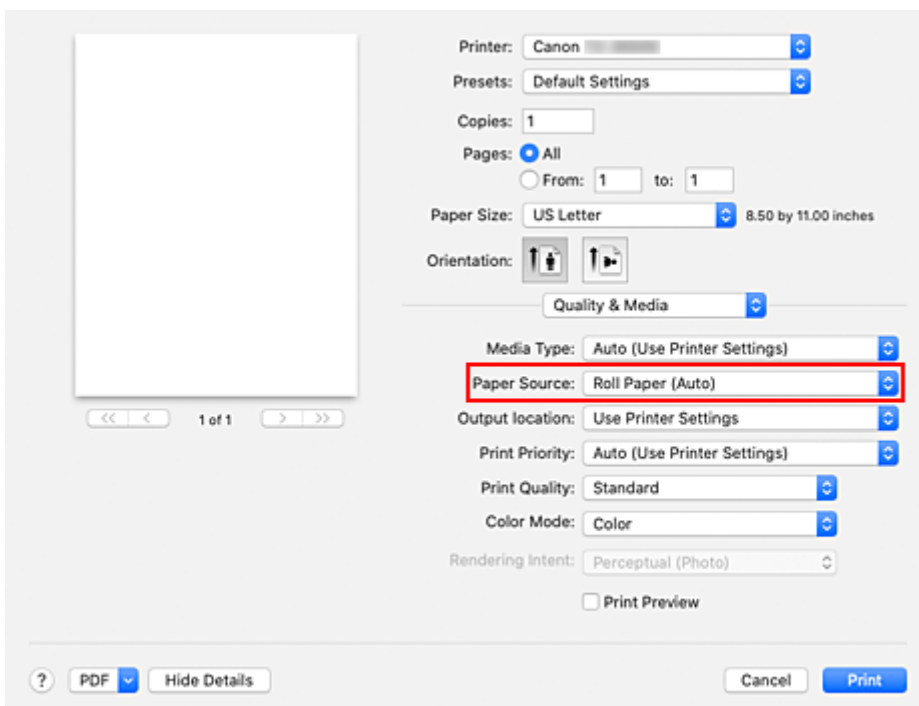 Printer: Canon
Presets: Default Settings
Copies: 1
Pages: All
From: 1 to: 1
Paper Size: US Letter 8.50 by 11.00 inches
Orientation:
Quality & Media
Media Type: Auto (Use Printer Settings)
Paper Source: Roll Paper (Auto)
<< < 1 of 1 > >>
Output location: Use Printer Settings
Print Priority: Auto (Use Printer Settings)
Print Quality: Standard
Color Mode: Color
Rendering Intent: Perceptual (Photo)
Print Preview
? PDF Hide Details Cancel Print